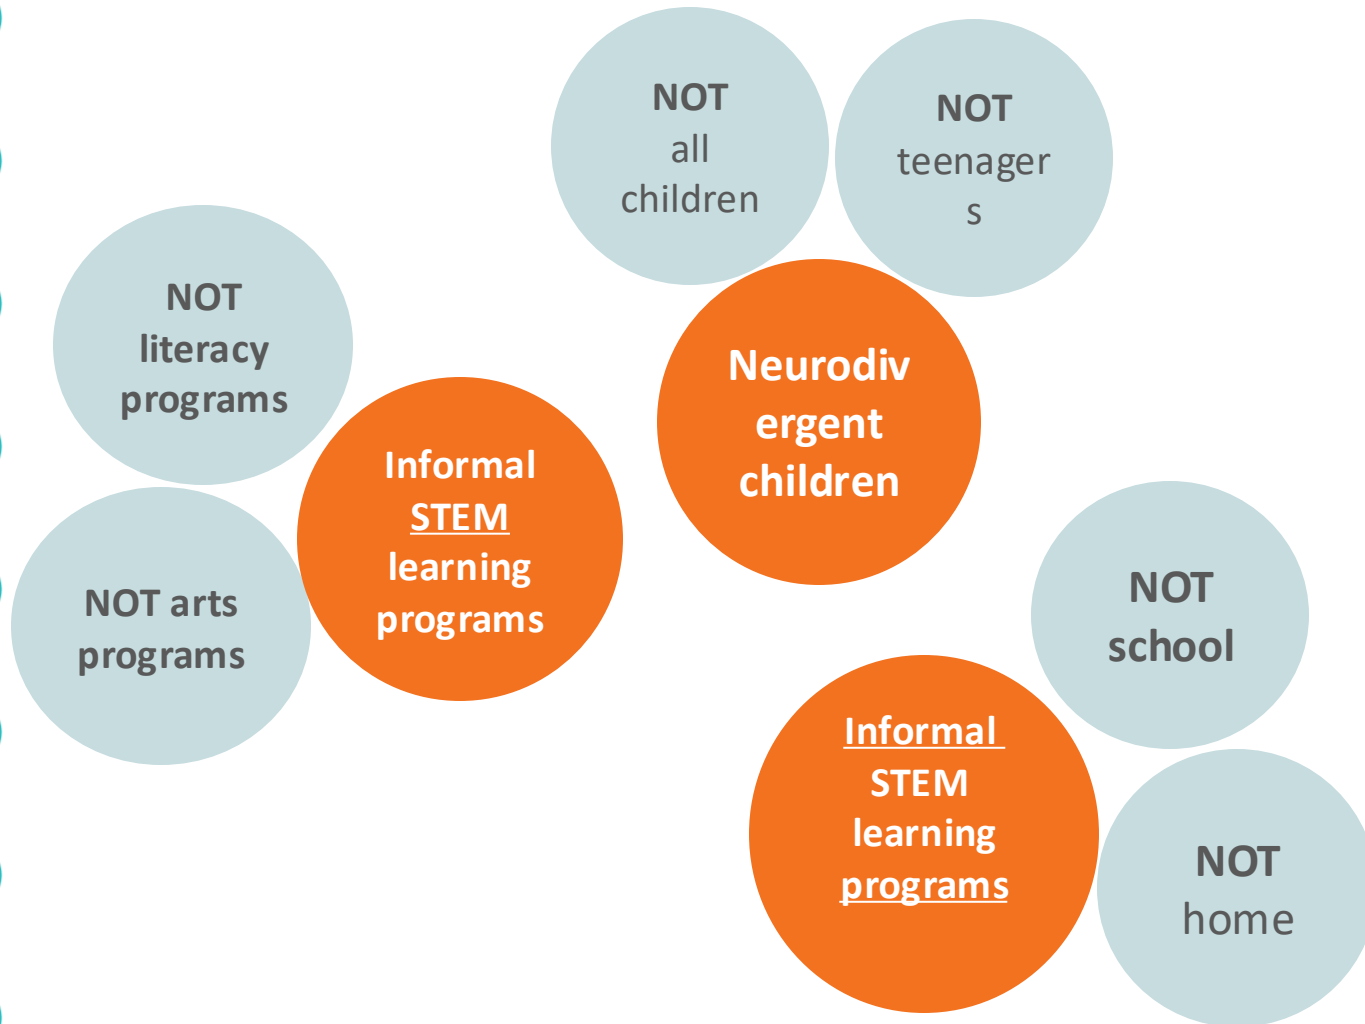 NOT
all
children
NOT
teenager
s
NOT
literacy
programs
Neurodiv
ergent
children
Informal
STEM
learning
programs
NOT arts
programs
NOT
school
Informal
STEM
learning
programs
NOT
home